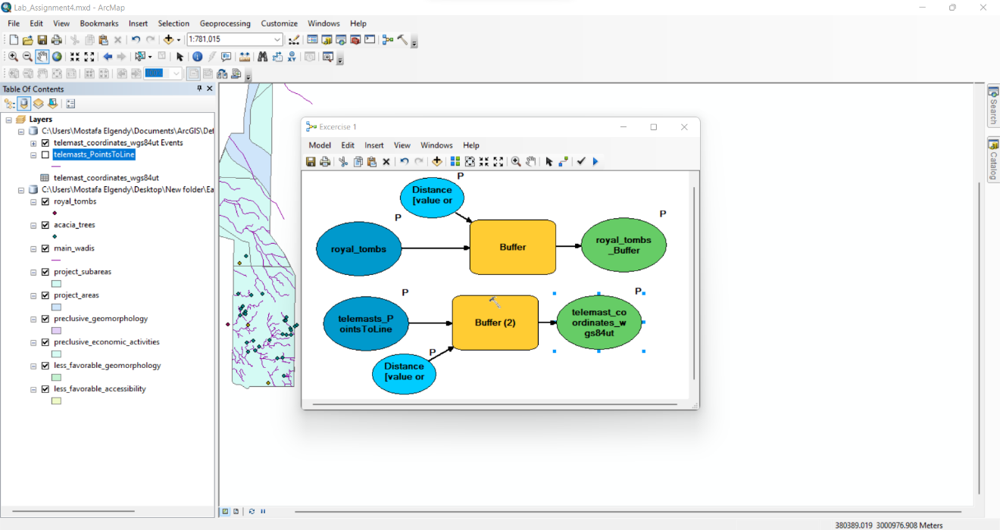 Lab_Assignment4.mxd - ArcMap
File Edit View Bookmarks Insert Selection Geoprocessing Customize Windows Help
1:781.015
Table Of Contents
Layers
C:\Users\Mostafa Elgendy\Documents\ArcGIS\Def
telemast_coordinates_wgs84ut Events
telemasts_PointsToLine
telemast_coordinates_wgs84ut
C:\Users\Mostafa Elgendy\Desktop\New folder\Ea
royal_tombs
acacia_trees
main_wadis
project_subareas
project_areas
preclusive_geomorphology
preclusive_economic_activities
less_favorable_geomorphology
less_favorable_accessibility
Excercise 1
Model Edit Insert View Windows Help
P
Distance
[value or
P
royal_tombs
Buffer
P
royal_tombs
_Buffer
P
telemasts_P
ointsToLine
Buffer (2)
P
telemast_co
ordinates_w
gs84ut
P
Distance
[value or
Search
Catalog
380389.019 3000976.908 Meters